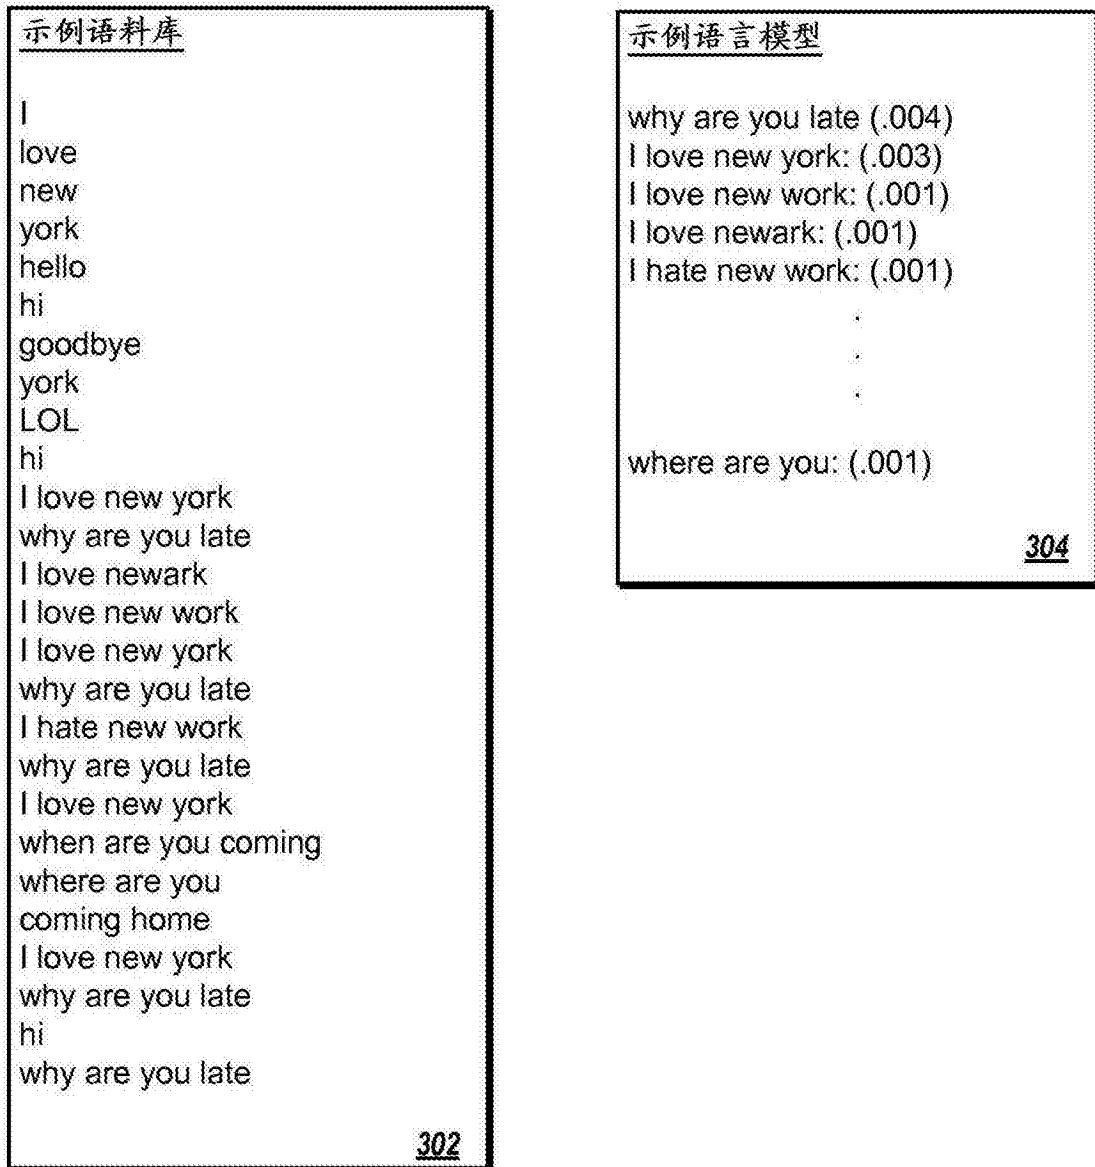 示例语料库
I
love
new
york
hello
hi
goodbye
york
LOL
hi
I love new york
why are you late
I love newark
I love new work
I love new york
why are you late
I hate new work
why are you late
I love new york
when are you coming
where are you
coming home
I love new york
why are you late
hi
why are you late
302
示例语言模型
why are you late (.004)
I love new york: (.003)
I love new work: (.001)
I love newark: (.001)
I hate new work: (.001)
.
.
.
where are you: (.001)
304